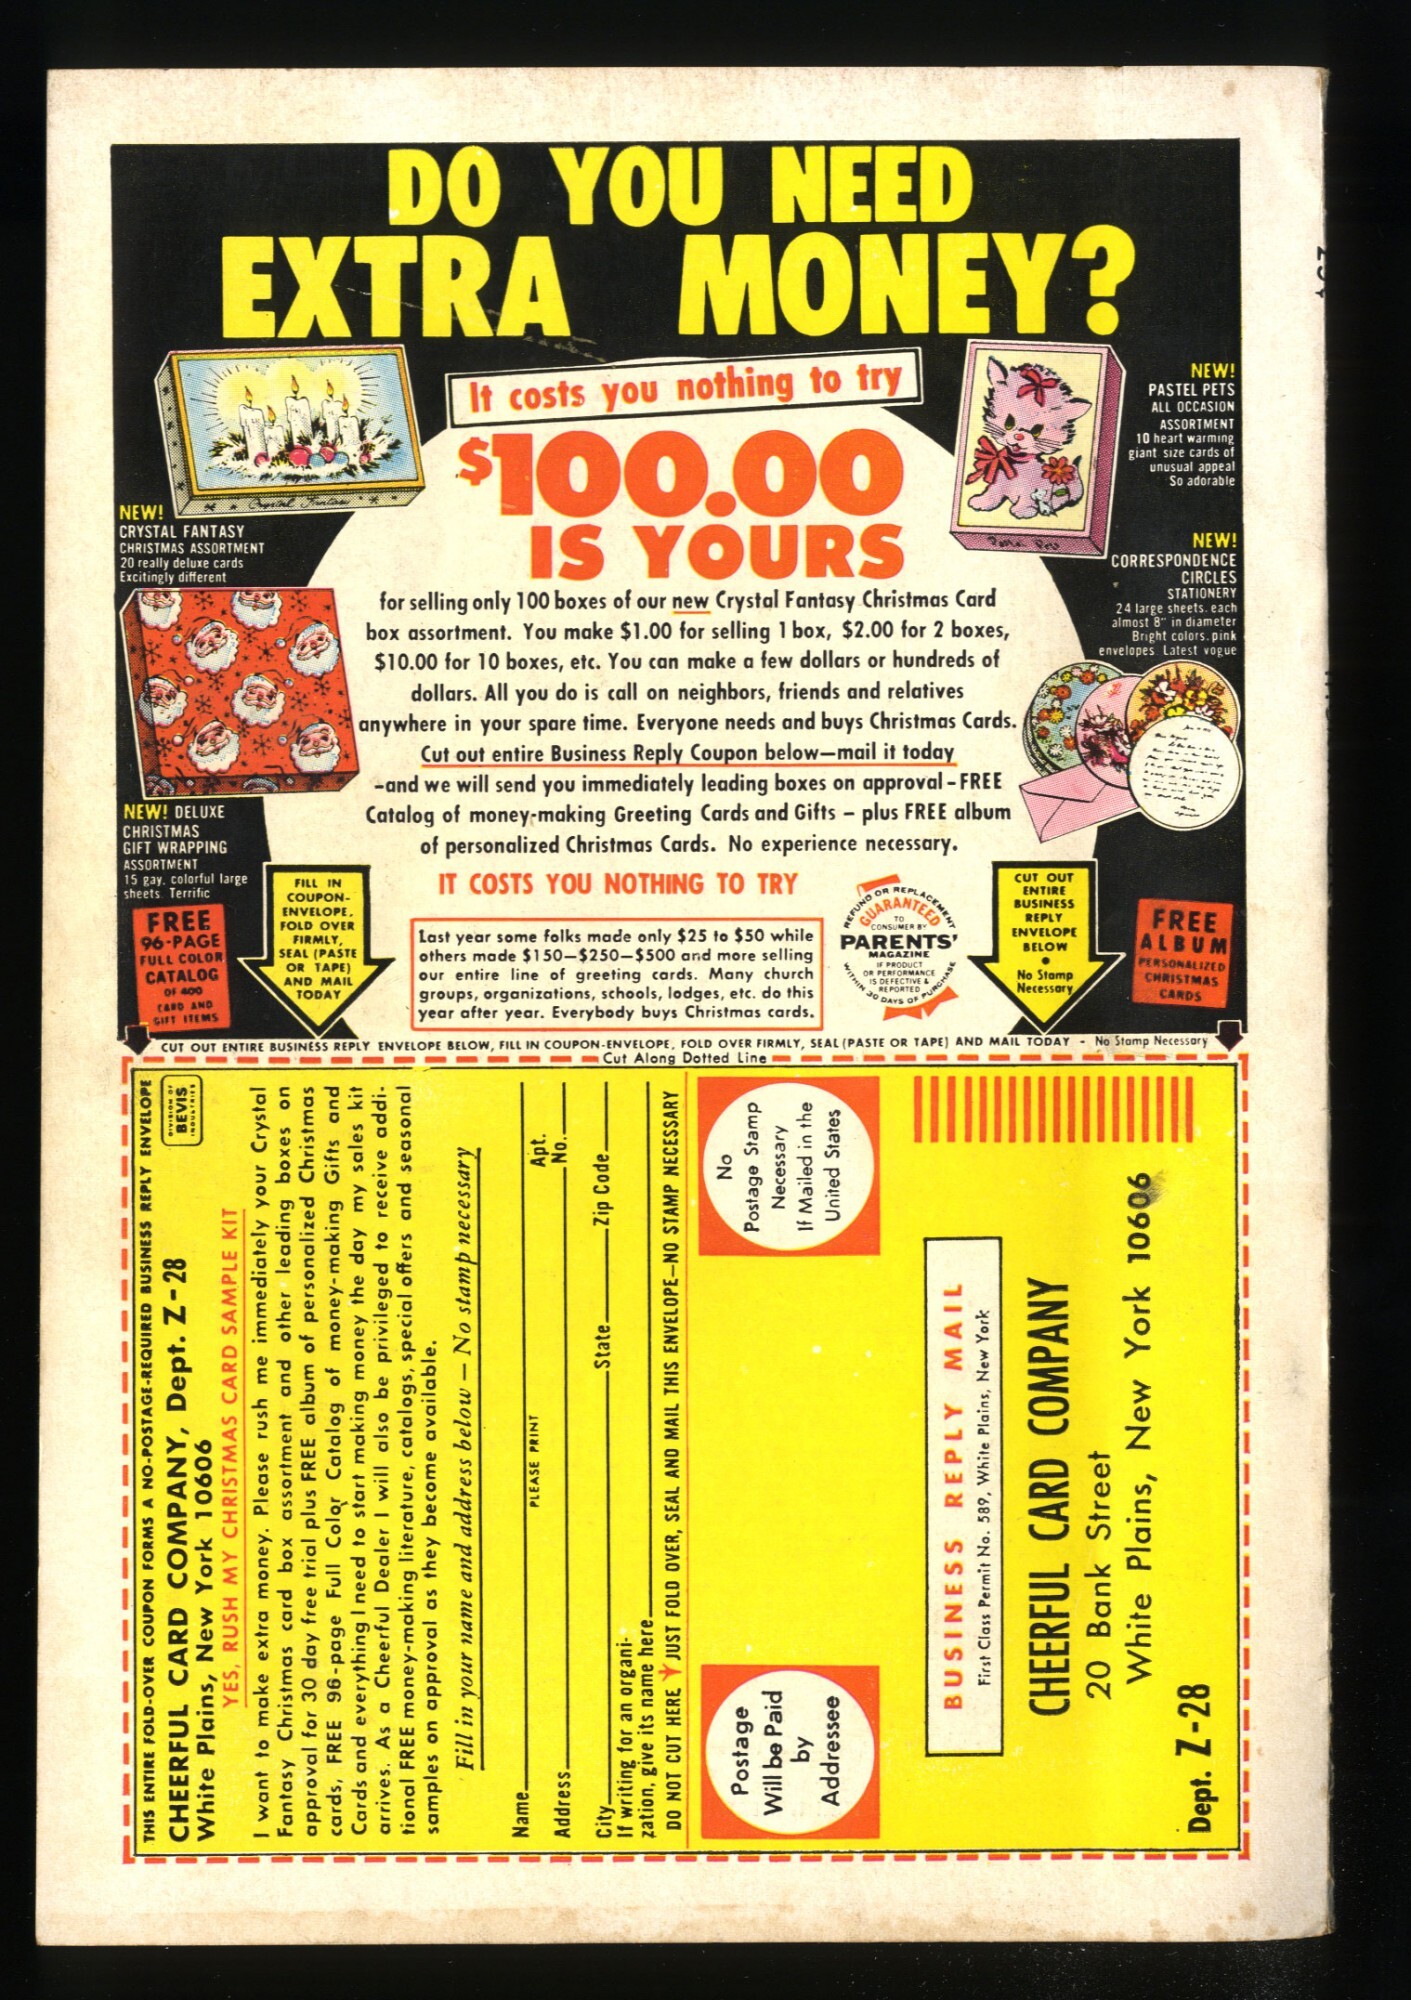 DO YOU NEED
EXTRA MONEY?
It costs you nothing to try
$100.00
IS YOURS
NEW!
CRYSTAL FANTASY
CHRISTMAS ASSORTMENT
20 really deluxe cards
Excitingly different
NEW!
PASTEL PETS
ALL OCCASION
ASSORTMENT
10 heart warming
giant size cards of
unusual appeal
So adorable
NEW!
CORRESPONDENCE
CIRCLES
STATIONERY
24 large sheets, each
almost 8" in diameter
Bright colors, pink
envelopes. Latest vogue
for selling only 100 boxes of our new Crystal Fantasy Christmas Card
box assortment. You make $1.00 for selling 1 box, $2.00 for 2 boxes,
$10.00 for 10 boxes, etc. You can make a few dollars or hundreds of
dollars. All you do is call on neighbors, friends and relatives
anywhere in your spare time. Everyone needs and buys Christmas Cards.
Cut out entire Business Reply Coupon below—mail it today
-and we will send you immediately leading boxes on approval - FREE
Catalog of money-making Greeting Cards and Gifts - plus FREE album
of personalized Christmas Cards. No experience necessary.
IT COSTS YOU NOTHING TO TRY
NEW! DELUXE
CHRISTMAS
GIFT WRAPPING
ASSORTMENT
15 gay, colorful large
sheets. Terrific
FREE
96-PAGE
FULL COLOR
CATALOG
OF 400
CARD AND
GIFT ITEMS
FILL IN
COUPON-
ENVELOPE,
FOLD OVER
FIRMLY,
SEAL (PASTE
OR TAPE)
AND MAIL
TODAY
Last year some folks made only $25 to $50 while
others made $150—$250—$500 and more selling
our entire line of greeting cards. Many church
groups, organizations, schools, lodges, etc. do this
year after year. Everybody buys Christmas cards.
REFUND OR REPLACEMENT
GUARANTEED
TO
CONSUMER BY
PARENTS'
MAGAZINE
IF PRODUCT
OR PERFORMANCE
IS DEFECTIVE &
REPORTED
WITHIN 30 DAYS OF PURCHASE
CUT OUT
ENTIRE
BUSINESS
REPLY
ENVELOPE
BELOW
•
No Stamp
Necessary
FREE
ALBUM
PERSONALIZED
CHRISTMAS
CARDS
CUT OUT ENTIRE BUSINESS REPLY ENVELOPE BELOW, FILL IN COUPON-ENVELOPE, FOLD OVER FIRMLY, SEAL (PASTE OR TAPE) AND MAIL TODAY - No Stamp Necessary
Cut Along Dotted Line
THIS ENTIRE FOLD-OVER COUPON FORMS A NO-POSTAGE-REQUIRED BUSINESS REPLY ENVELOPE
CHEERFUL CARD COMPANY, Dept. Z-28
White Plains, New York 10606
DIVISION OF
BEVIS
INDUSTRIES
YES, RUSH MY CHRISTMAS CARD SAMPLE KIT
I want to make extra money. Please rush me immediately your Crystal
Fantasy Christmas card box assortment and other leading boxes on
approval for 30 day free trial plus FREE album of personalized Christmas
cards, FREE 96-page Full Color Catalog of money-making Gifts and
Cards and everything I need to start making money the day my sales kit
arrives. As a Cheerful Dealer I will also be privileged to receive addi-
tional FREE money-making literature, catalogs, special offers and seasonal
samples on approval as they become available.
Fill in your name and address below — No stamp necessary
Name
PLEASE PRINT
Address Apt. No.
City State Zip Code
If writing for an organi-
zation, give its name here
DO NOT CUT HERE JUST FOLD OVER, SEAL AND MAIL THIS ENVELOPE—NO STAMP NECESSARY
No
Postage Stamp
Necessary
If Mailed in the
United States
Postage
Will be Paid
by
Addressee
BUSINESS REPLY MAIL
First Class Permit No. 589, White Plains, New York
CHEERFUL CARD COMPANY
20 Bank Street
White Plains, New York 10606
Dept. Z-28